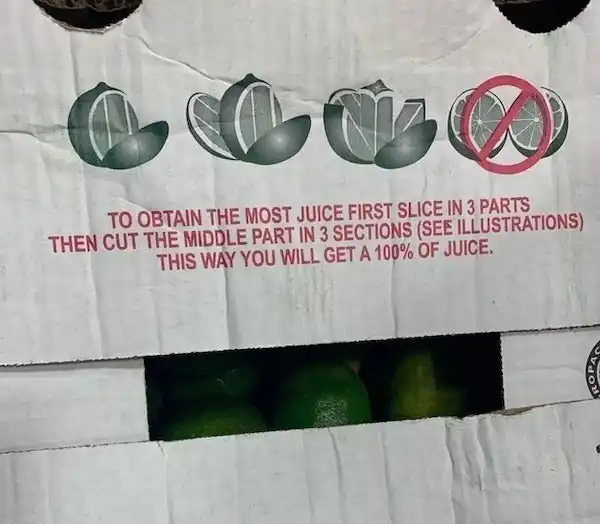 TO OBTAIN THE MOST JUICE FIRST SLICE IN 3 PARTS
THEN CUT THE MIDDLE PART IN 3 SECTIONS (SEE ILLUSTRATIONS)
THIS WAY YOU WILL GET A 100% OF JUICE.